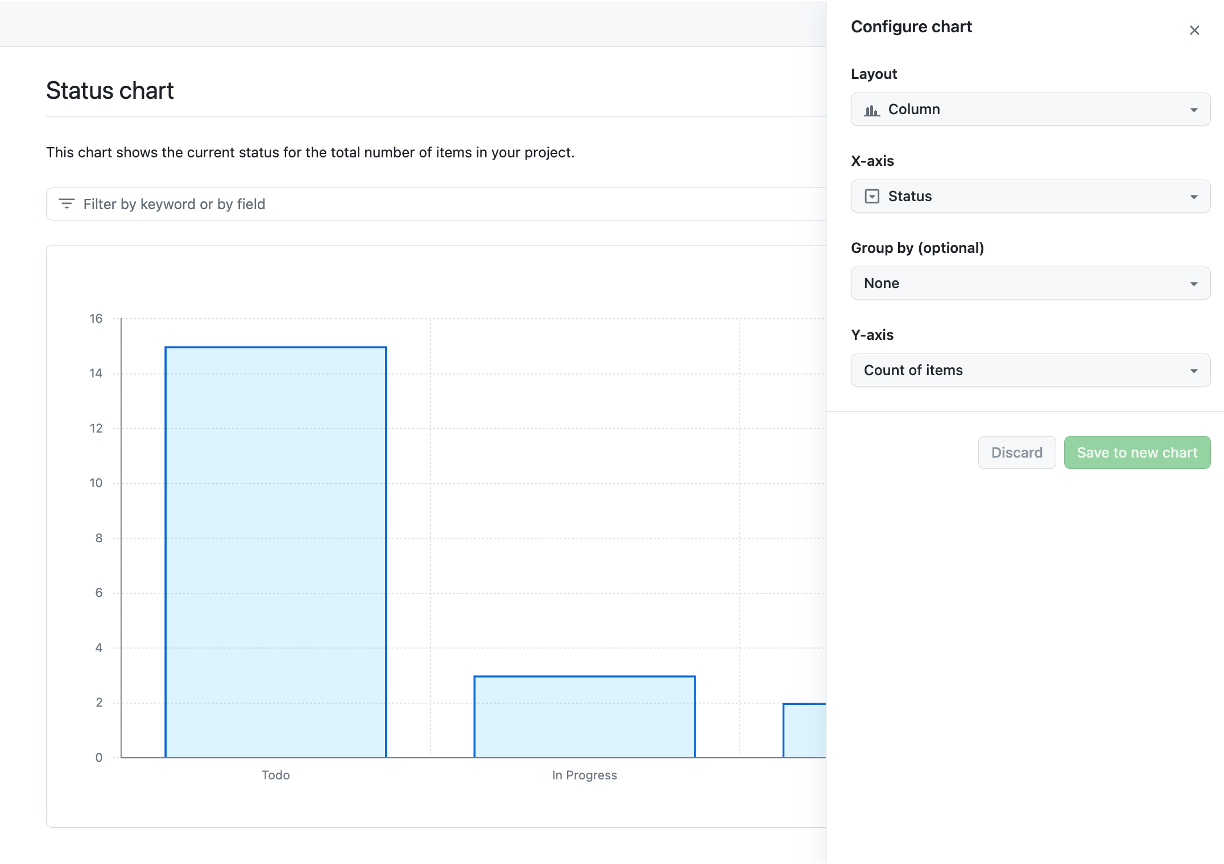 Configure chart
Status chart
This chart shows the current status for the total number of items in your project.
Filter by keyword or by field
16
14
12
10
8
6
4
2
0
Todo
In Progress
Layout
Column
X-axis
Status
Group by (optional)
None
Y-axis
Count of items
Discard
Save to new chart